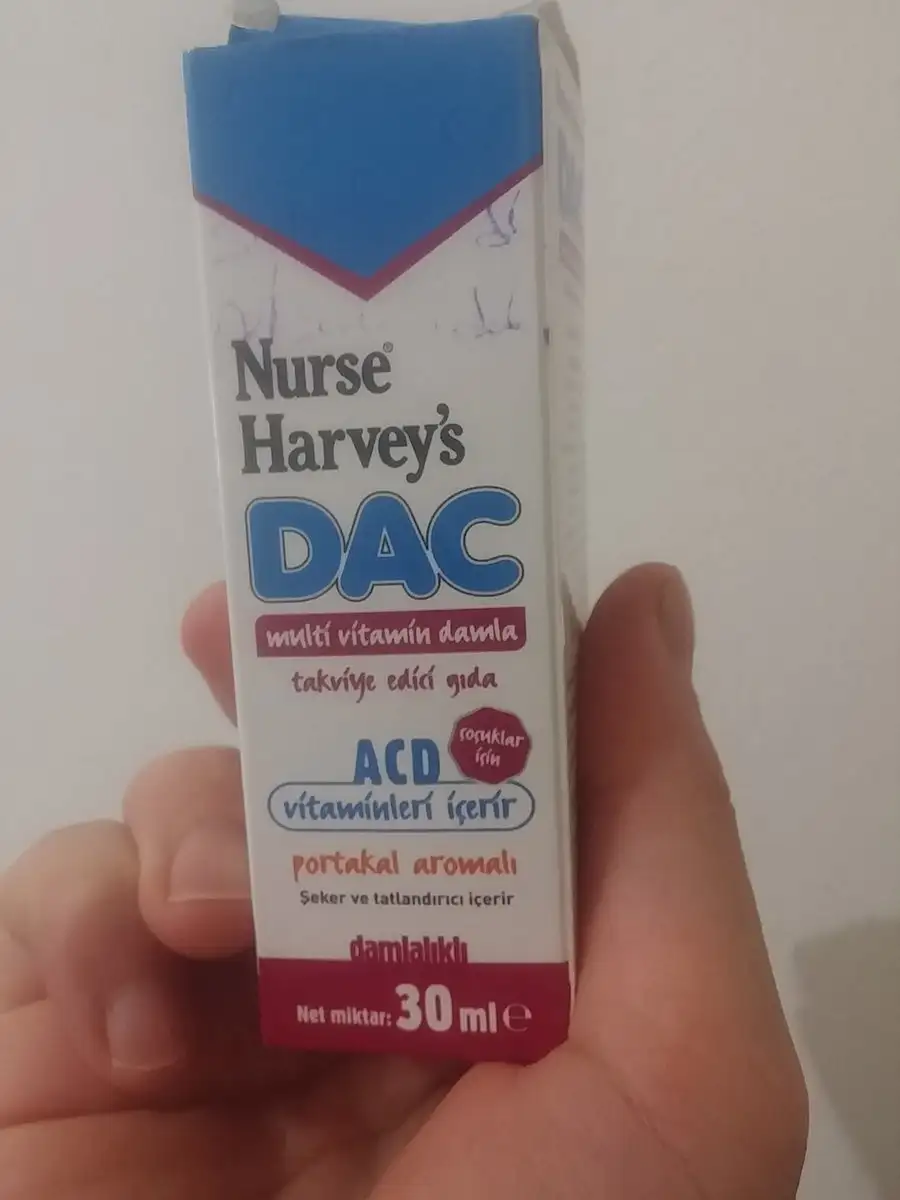 Nurse®
Harvey's
DAC
multi vitamin damla
takviye edici gıda
çocuklar
için
ACD
vitaminleri içerir
portakal aromalı
Şeker ve tatlandırıcı içerir
damlalıklı
Net miktar: 30 ml e